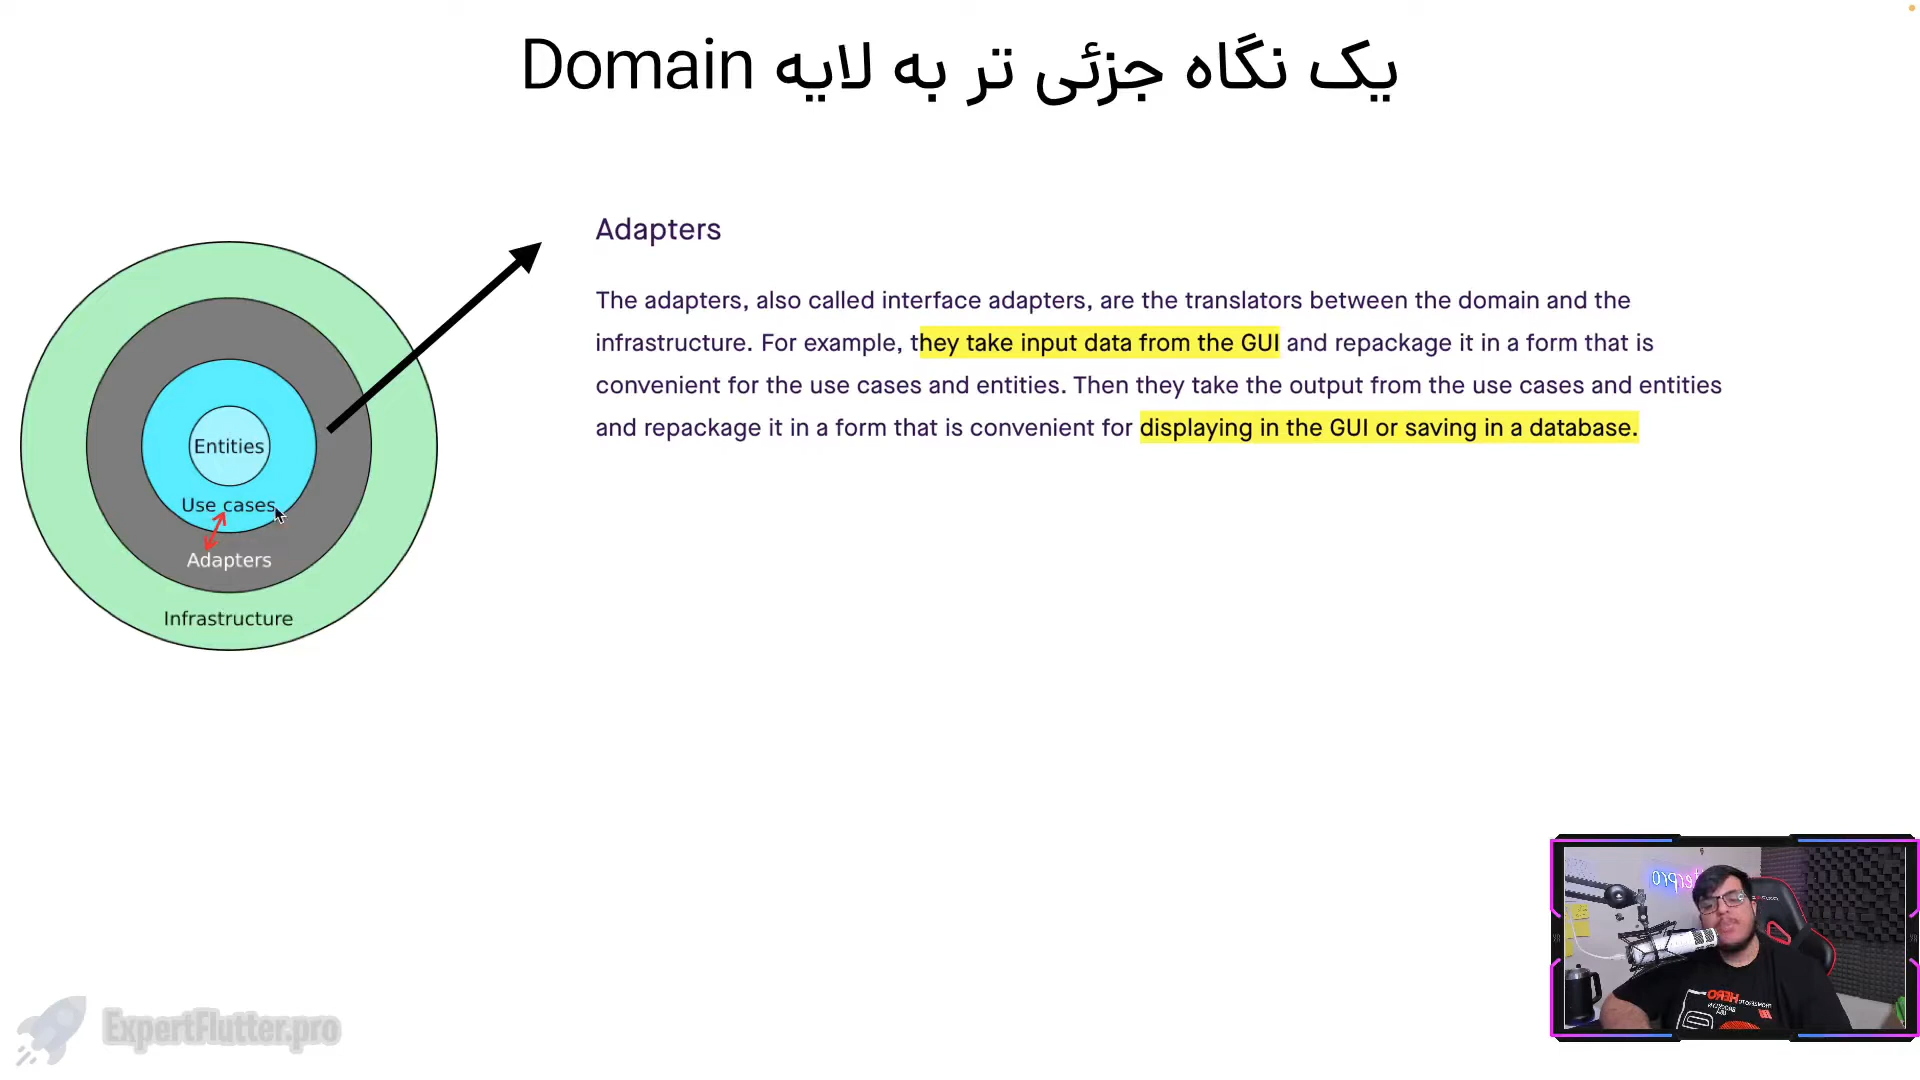 یک نگاه جزئی تر به لایه Domain
Adapters
The adapters, also called interface adapters, are the translators between the domain and the
infrastructure. For example, they take input data from the GUI and repackage it in a form that is
convenient for the use cases and entities. Then they take the output from the use cases and entities
and repackage it in a form that is convenient for displaying in the GUI or saving in a database.
Entities
Use cases
Adapters
Infrastructure
ExpertFlutter.pro
HERO